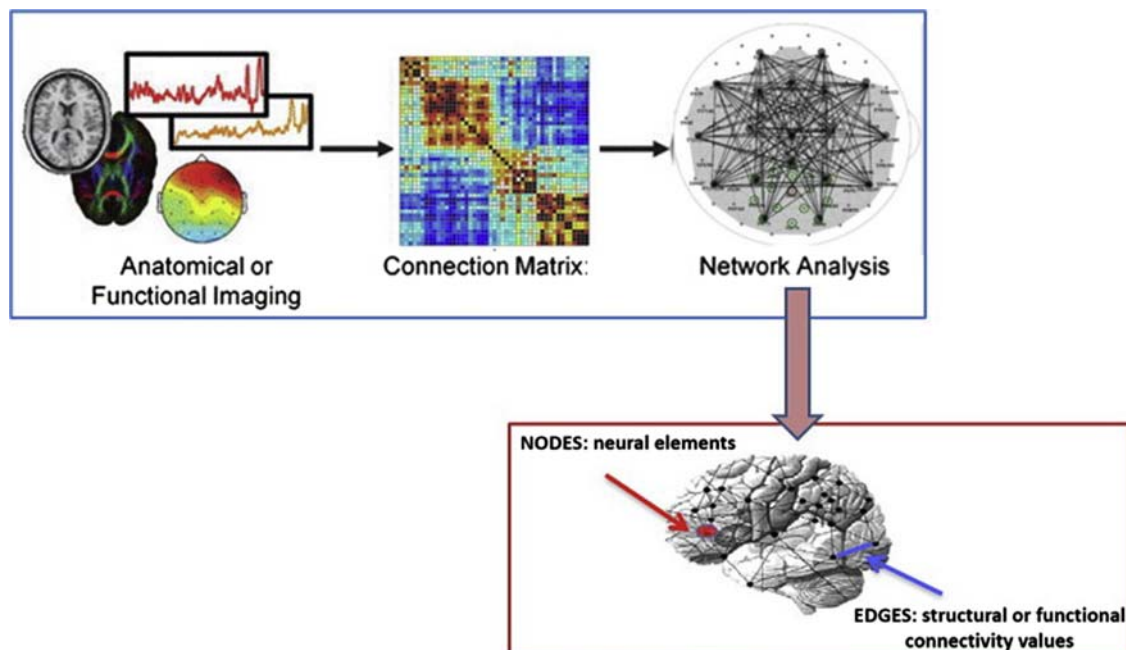 Anatomical or
Functional Imaging
Connection Matrix:
Network Analysis
NODES: neural elements
EDGES: structural or functional
connectivity values